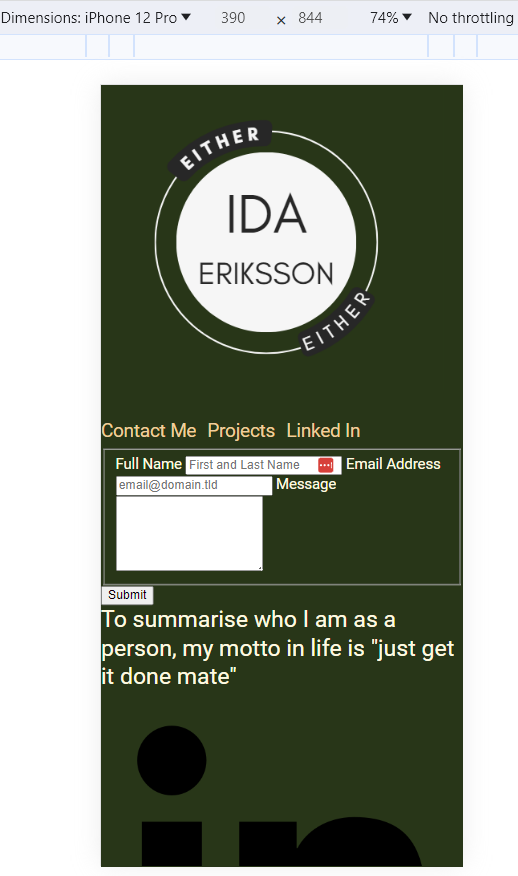 Dimensions: iPhone 12 Pro ▼ 390 × 844 74% ▼ No throttling
EITHER
IDA
ERIKSSON
EITHER
Contact Me Projects Linked In
Full Name First and Last Name Email Address
email@domain.tld Message
Submit
To summarise who I am as a
person, my motto in life is "just get
it done mate"
in